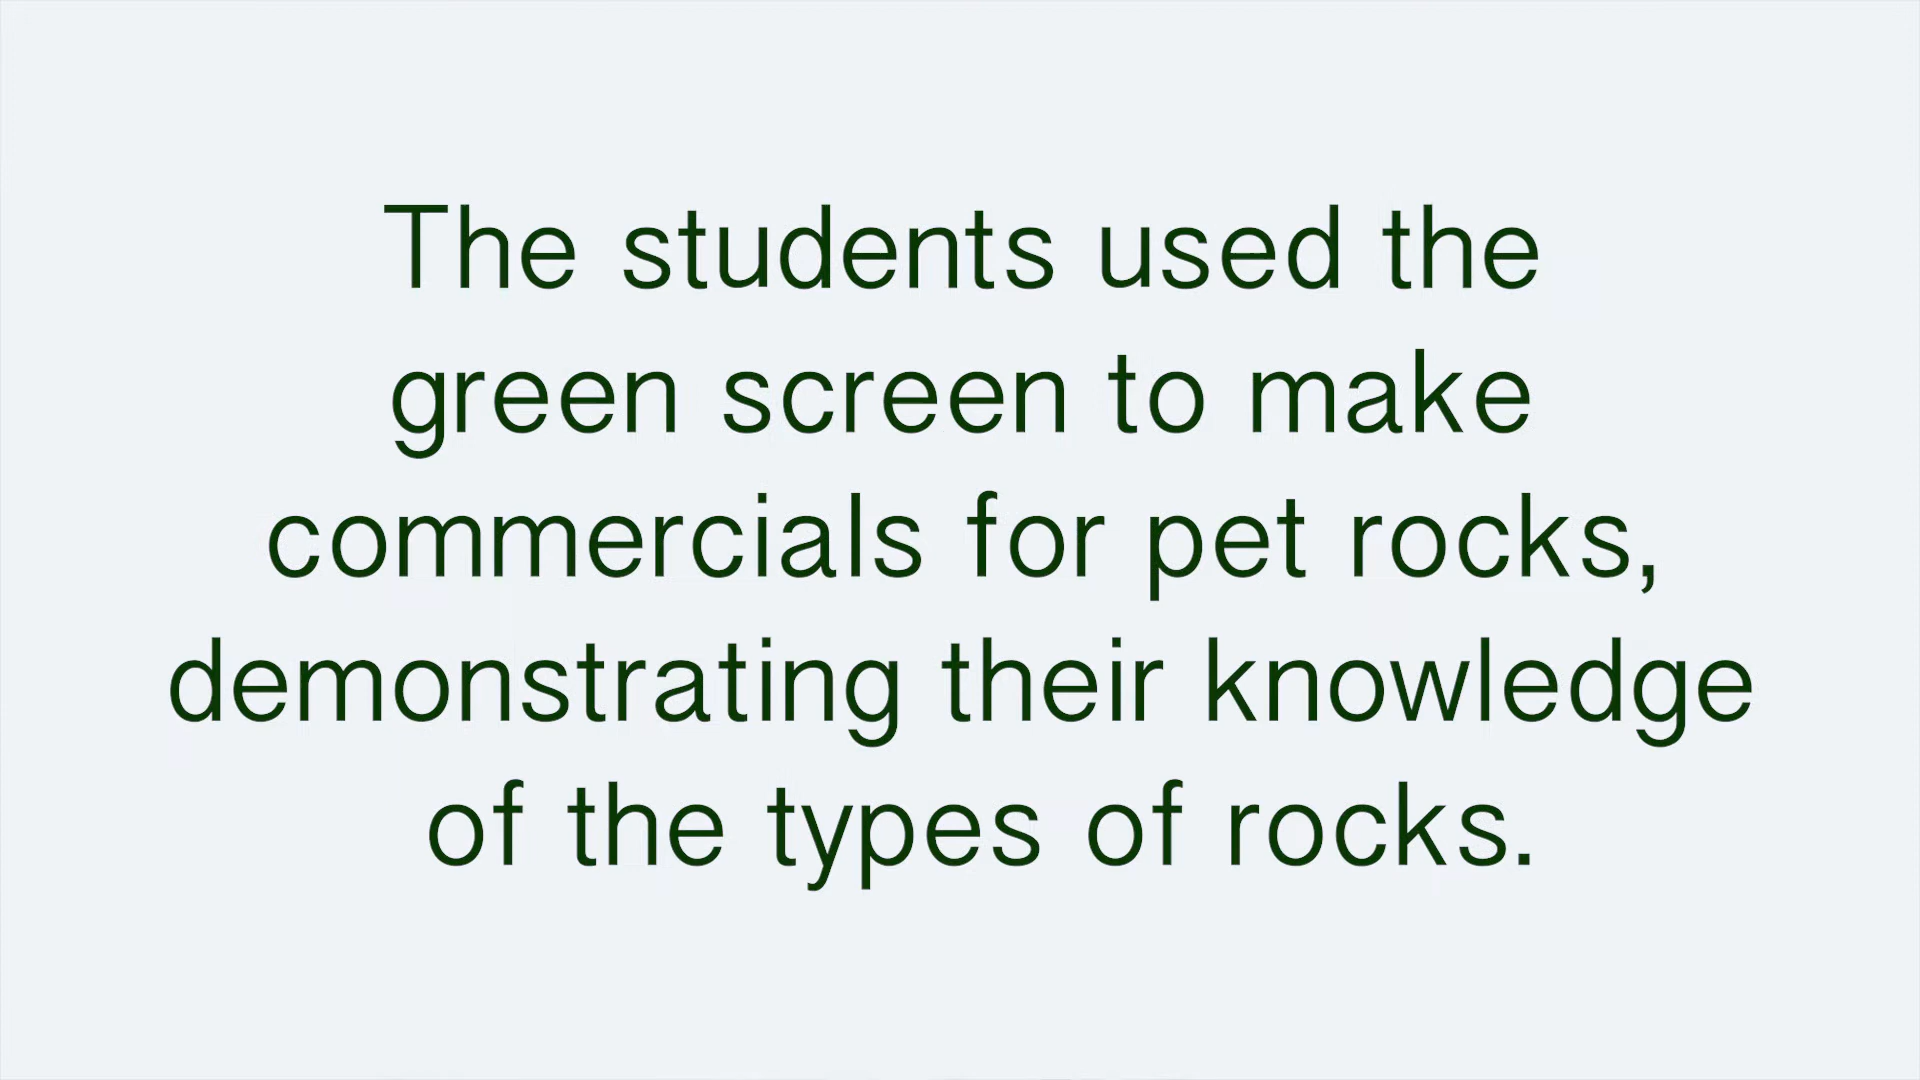 The students used the
green screen to make
commercials for pet rocks,
demonstrating their knowledge
of the types of rocks.